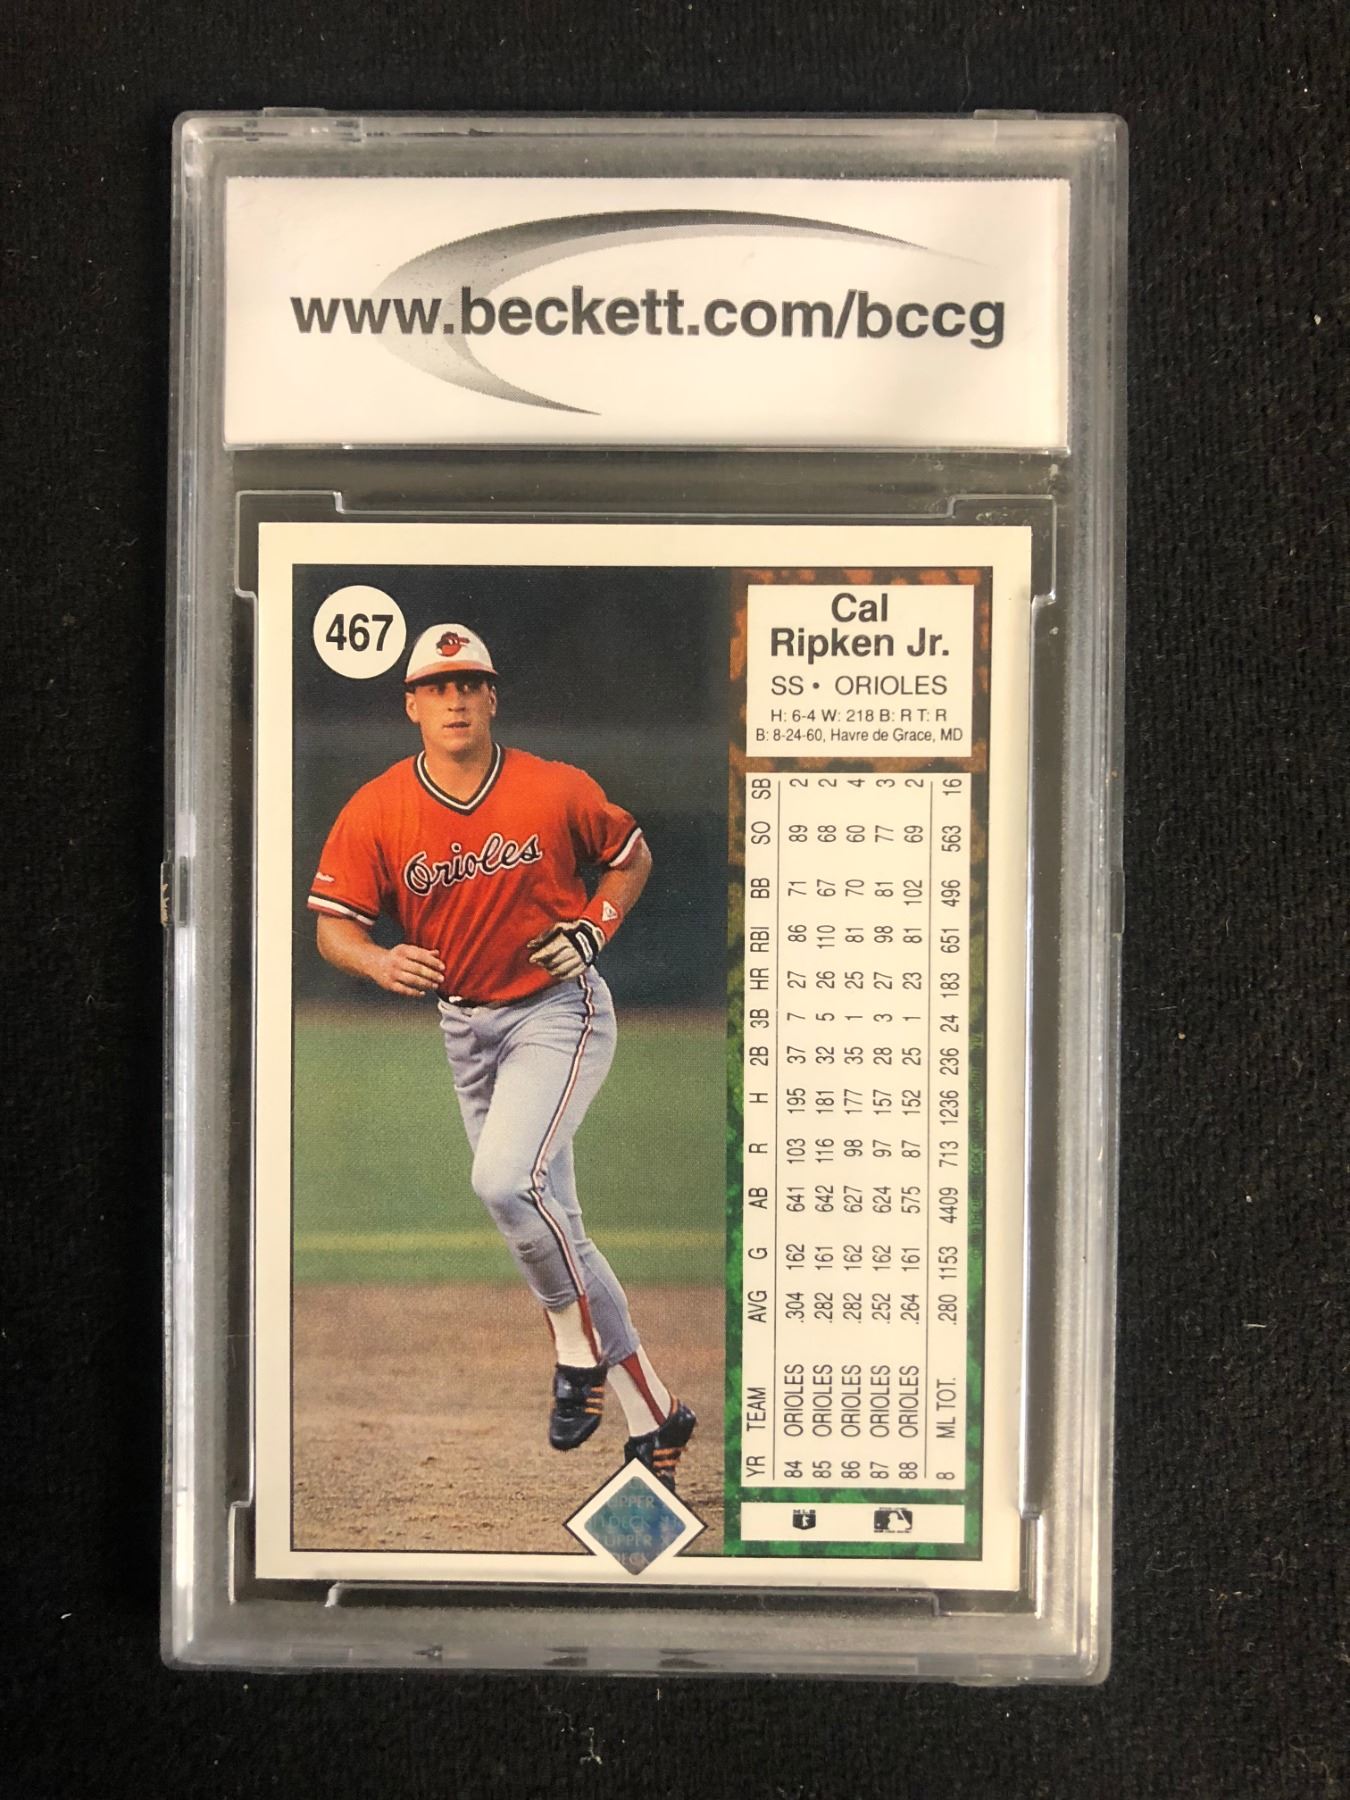 www.beckett.com/bccg
467
Cal
Ripken Jr.
SS • ORIOLES
H: 6-4 W: 218 B: R T: R
B: 8-24-60, Havre de Grace, MD
Orioles
YR TEAM AVG G AB R H 2B 3B HR RBI BB SO SB
84 ORIOLES .304 162 641 103 195 37 7 27 86 71 89 2
85 ORIOLES .282 161 642 116 181 32 5 26 110 67 68 2
86 ORIOLES .282 162 627 98 177 35 1 25 81 70 60 4
87 ORIOLES .252 162 624 97 157 28 3 27 98 81 77 3
88 ORIOLES .264 161 575 87 152 25 1 23 81 102 69 2
8 ML TOT. .280 1153 4409 713 1236 236 24 183 651 496 563 16
UPPER
DECK
UPPER
DECK